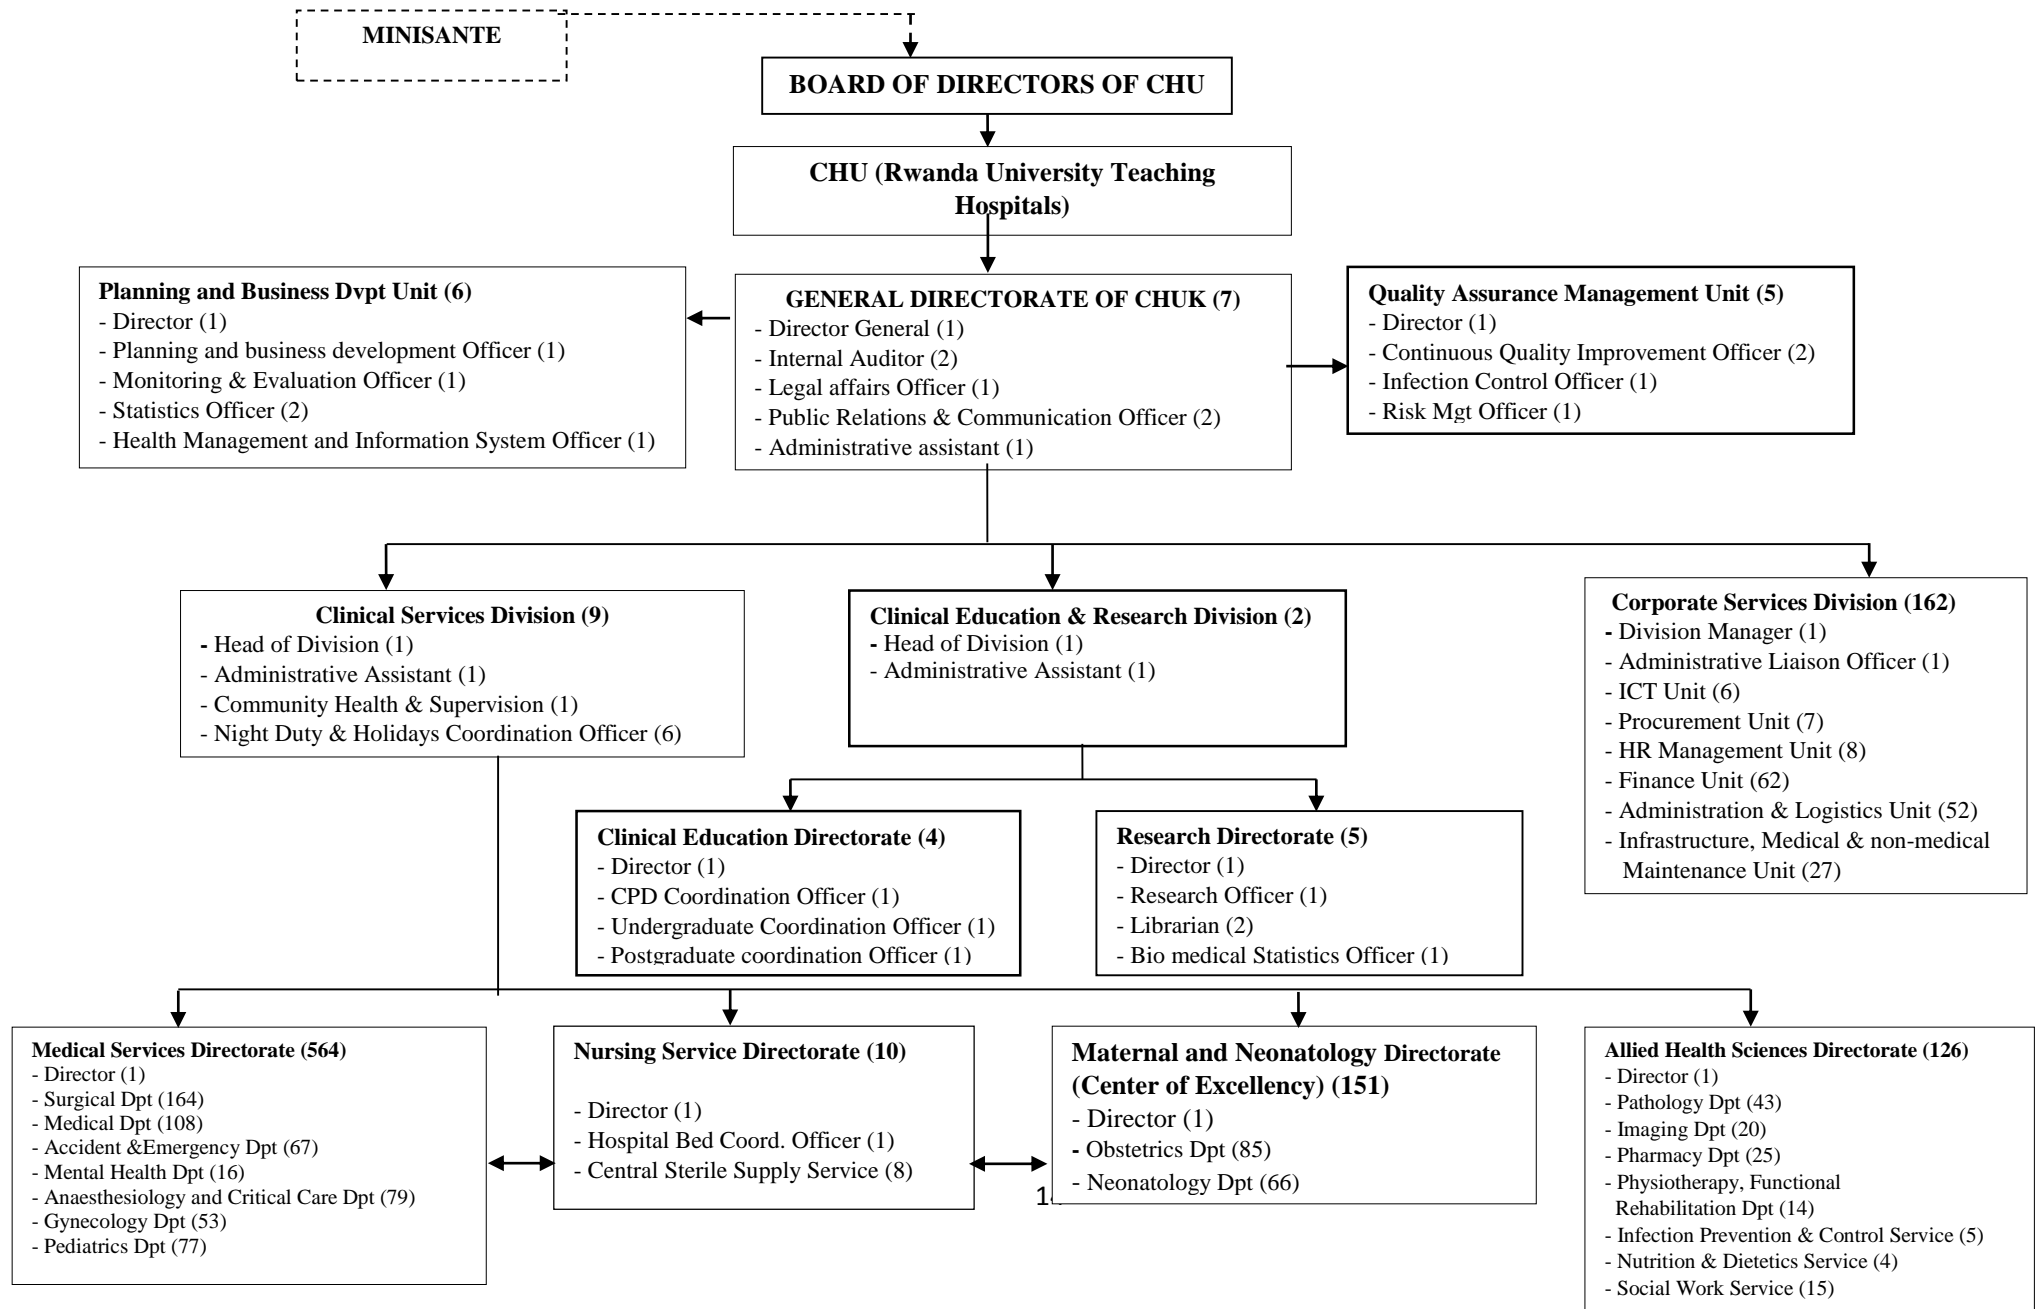 MINISANTE
BOARD OF DIRECTORS OF CHU
CHU (Rwanda University Teaching
Hospitals)
Planning and Business Dvpt Unit (6)
- Director (1)
- Planning and business development Officer (1)
- Monitoring & Evaluation Officer (1)
- Statistics Officer (2)
- Health Management and Information System Officer (1)
GENERAL DIRECTORATE OF CHUK (7)
- Director General (1)
- Internal Auditor (2)
- Legal affairs Officer (1)
- Public Relations & Communication Officer (2)
- Administrative assistant (1)
Quality Assurance Management Unit (5)
- Director (1)
- Continuous Quality Improvement Officer (2)
- Infection Control Officer (1)
- Risk Mgt Officer (1)
Clinical Services Division (9)
- Head of Division (1)
- Administrative Assistant (1)
- Community Health & Supervision (1)
- Night Duty & Holidays Coordination Officer (6)
Clinical Education & Research Division (2)
- Head of Division (1)
- Administrative Assistant (1)
Corporate Services Division (162)
- Division Manager (1)
- Administrative Liaison Officer (1)
- ICT Unit (6)
- Procurement Unit (7)
- HR Management Unit (8)
- Finance Unit (62)
- Administration & Logistics Unit (52)
- Infrastructure, Medical & non-medical
Maintenance Unit (27)
Clinical Education Directorate (4)
- Director (1)
- CPD Coordination Officer (1)
- Undergraduate Coordination Officer (1)
- Postgraduate coordination Officer (1)
Research Directorate (5)
- Director (1)
- Research Officer (1)
- Librarian (2)
- Bio medical Statistics Officer (1)
Medical Services Directorate (564)
- Director (1)
- Surgical Dpt (164)
- Medical Dpt (108)
- Accident &Emergency Dpt (67)
- Mental Health Dpt (16)
- Anaesthesiology and Critical Care Dpt (79)
- Gynecology Dpt (53)
- Pediatrics Dpt (77)
Nursing Service Directorate (10)
- Director (1)
- Hospital Bed Coord. Officer (1)
- Central Sterile Supply Service (8)
Maternal and Neonatology Directorate
(Center of Excellency) (151)
- Director (1)
- Obstetrics Dpt (85)
- Neonatology Dpt (66)
Allied Health Sciences Directorate (126)
- Director (1)
- Pathology Dpt (43)
- Imaging Dpt (20)
- Pharmacy Dpt (25)
- Physiotherapy, Functional
Rehabilitation Dpt (14)
- Infection Prevention & Control Service (5)
- Nutrition & Dietetics Service (4)
- Social Work Service (15)